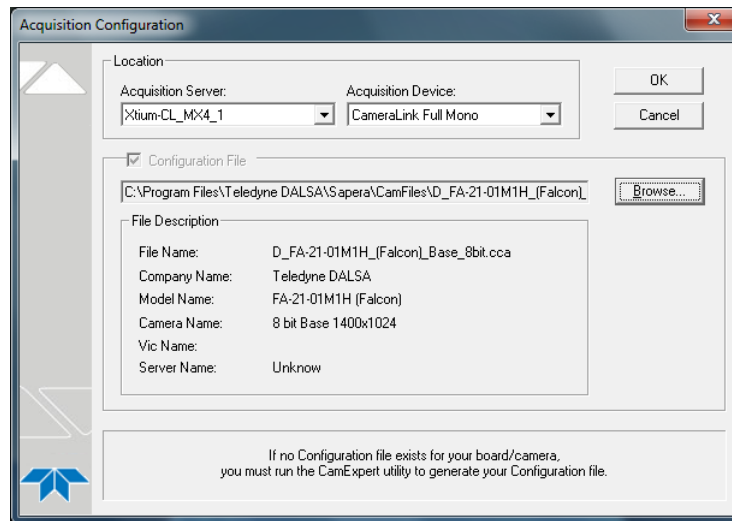 Acquisition Configuration
Location
Acquisition Server:
Acquisition Device:
Xtium-CL_MX4_1
CameraLink Full Mono
OK
Cancel
Configuration File
C:\Program Files\Teledyne DALSA\Sapera\CamFiles\D_FA-21-01M1H_(Falcon)_
Browse...
File Description
File Name: D_FA-21-01M1H_(Falcon)_Base_8bit.cca
Company Name: Teledyne DALSA
Model Name: FA-21-01M1H (Falcon)
Camera Name: 8 bit Base 1400x1024
Vic Name:
Server Name: Unknow
If no Configuration file exists for your board/camera,
you must run the CamExpert utility to generate your Configuration file.